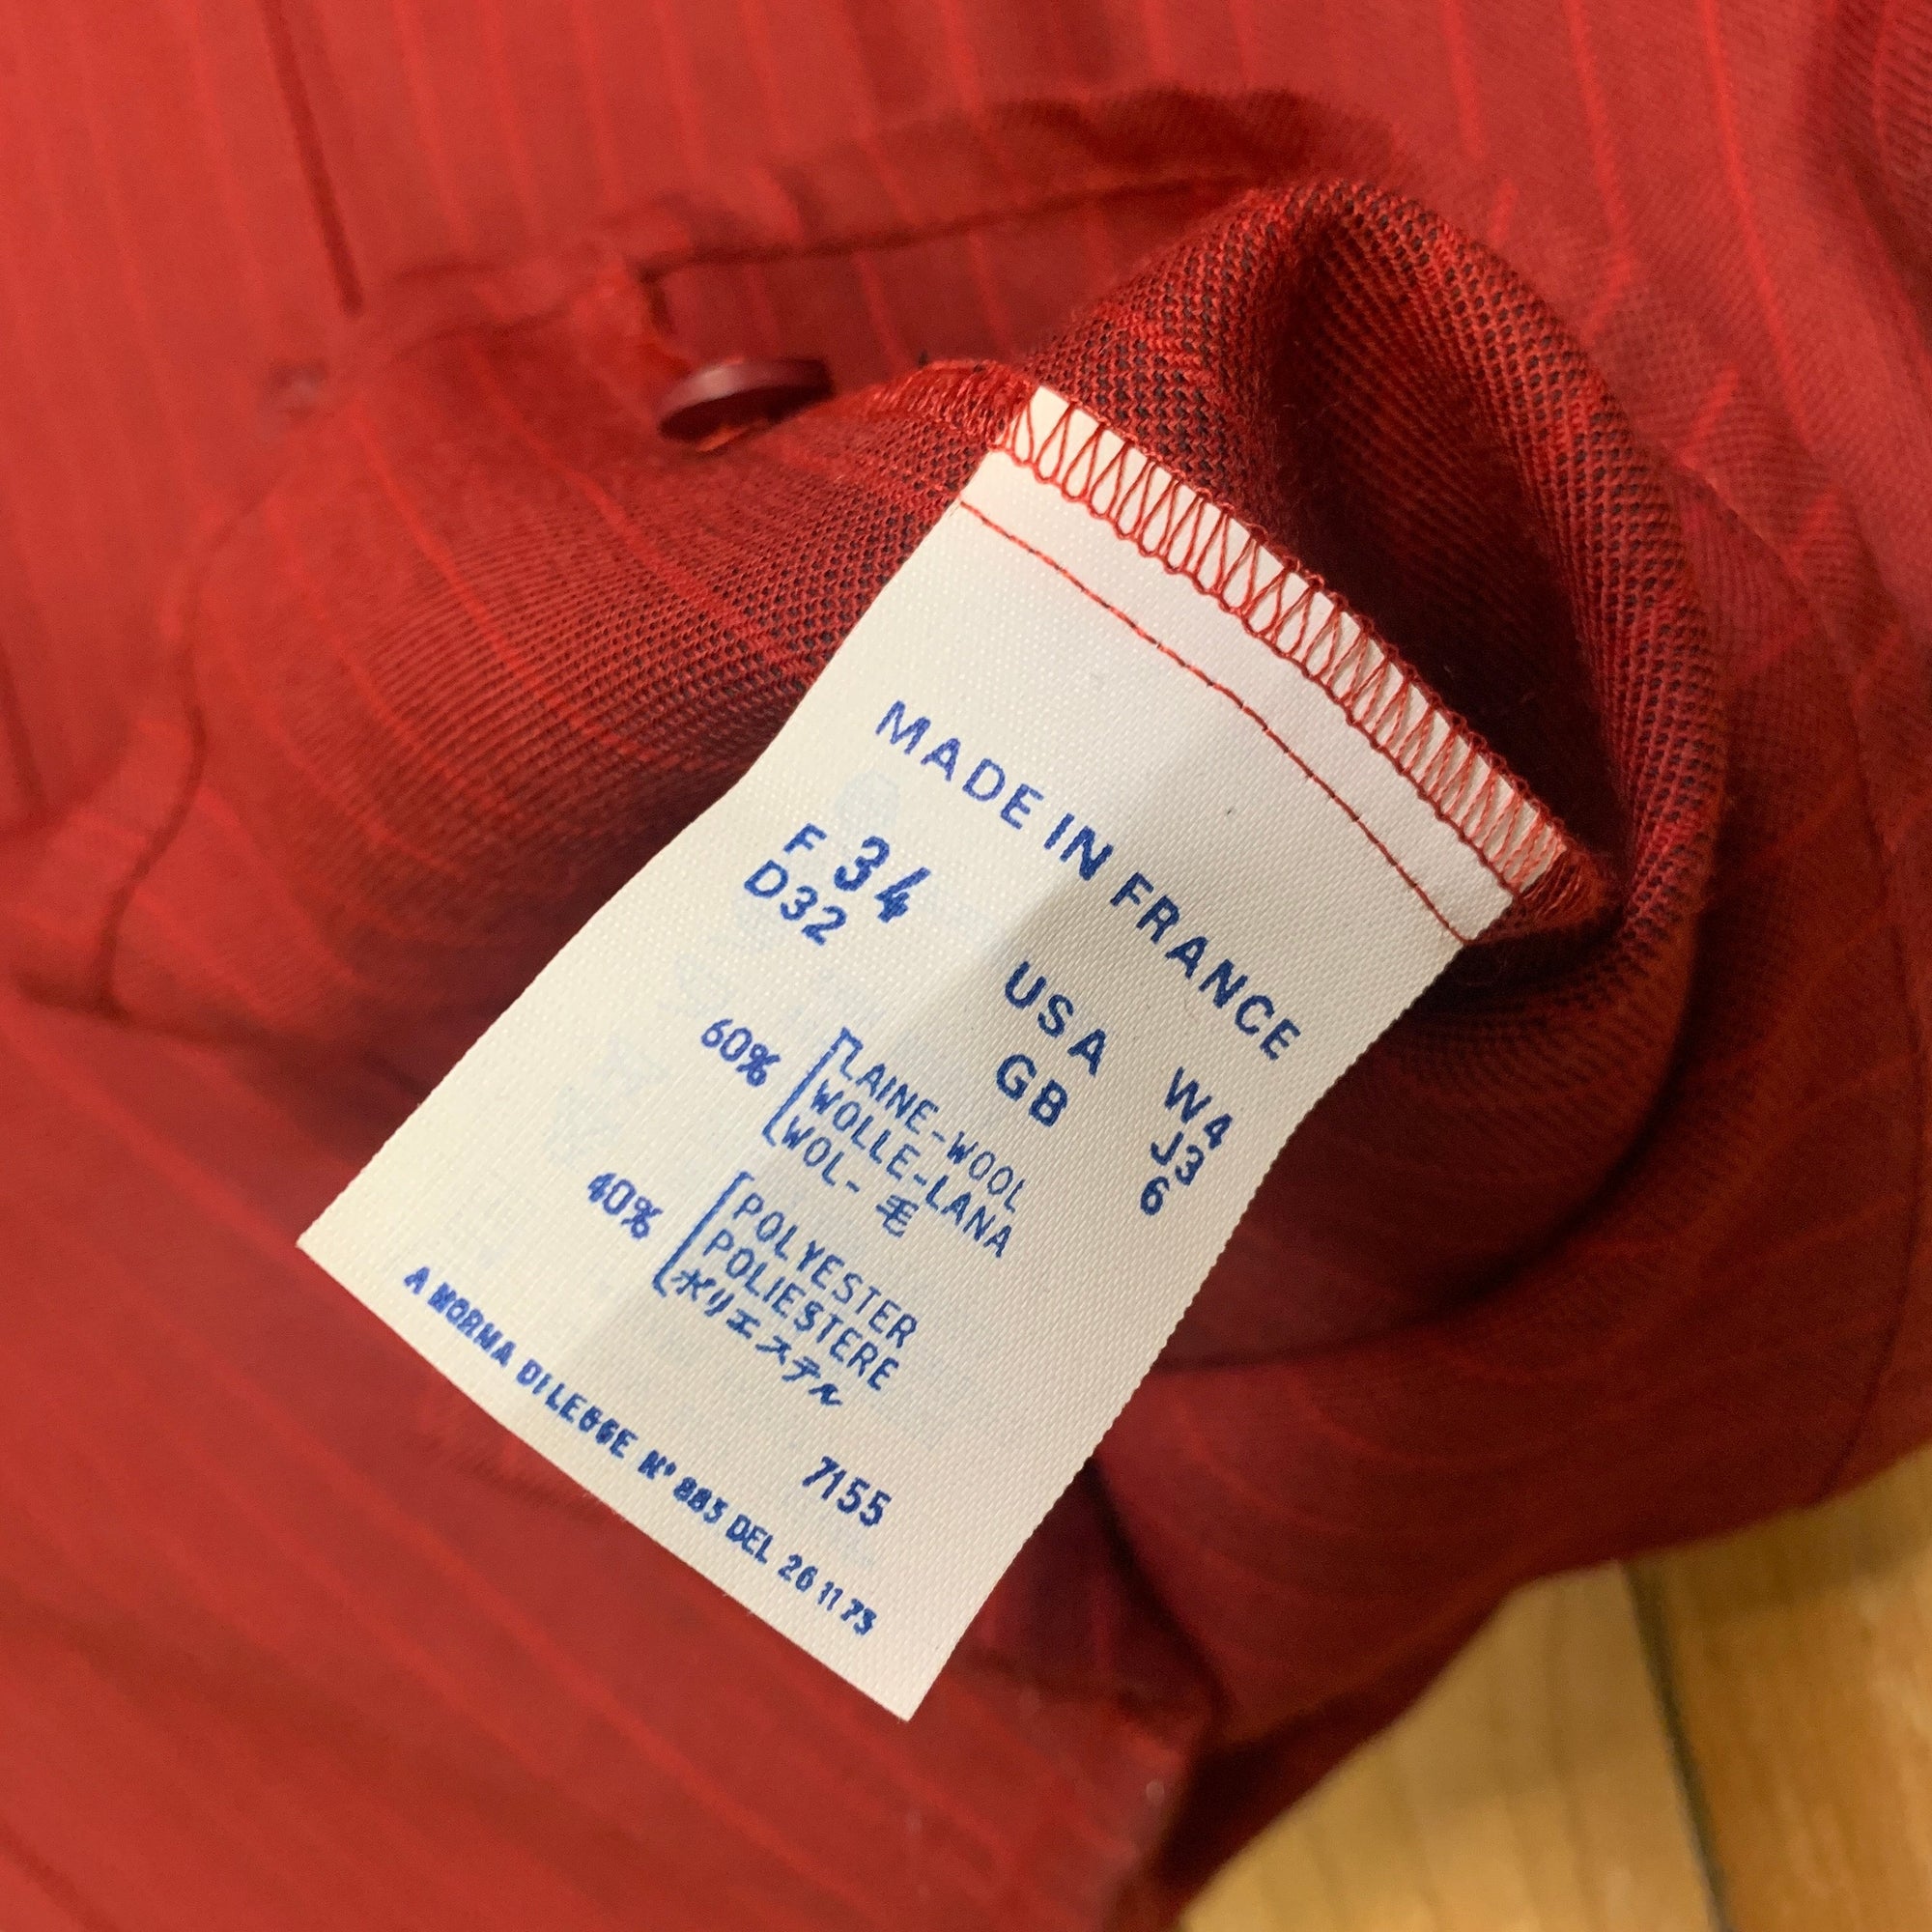 MADE IN FRANCE
F 34 USA W4 J3
D32 GB 6
60% LAINE-WOOL
WOLLE-LANA
WOL-毛
40% POLYESTER
POLIESTERE
ポリエステル
7155
A NORMA DI LEGGE N° 883 DEL 26 11 73